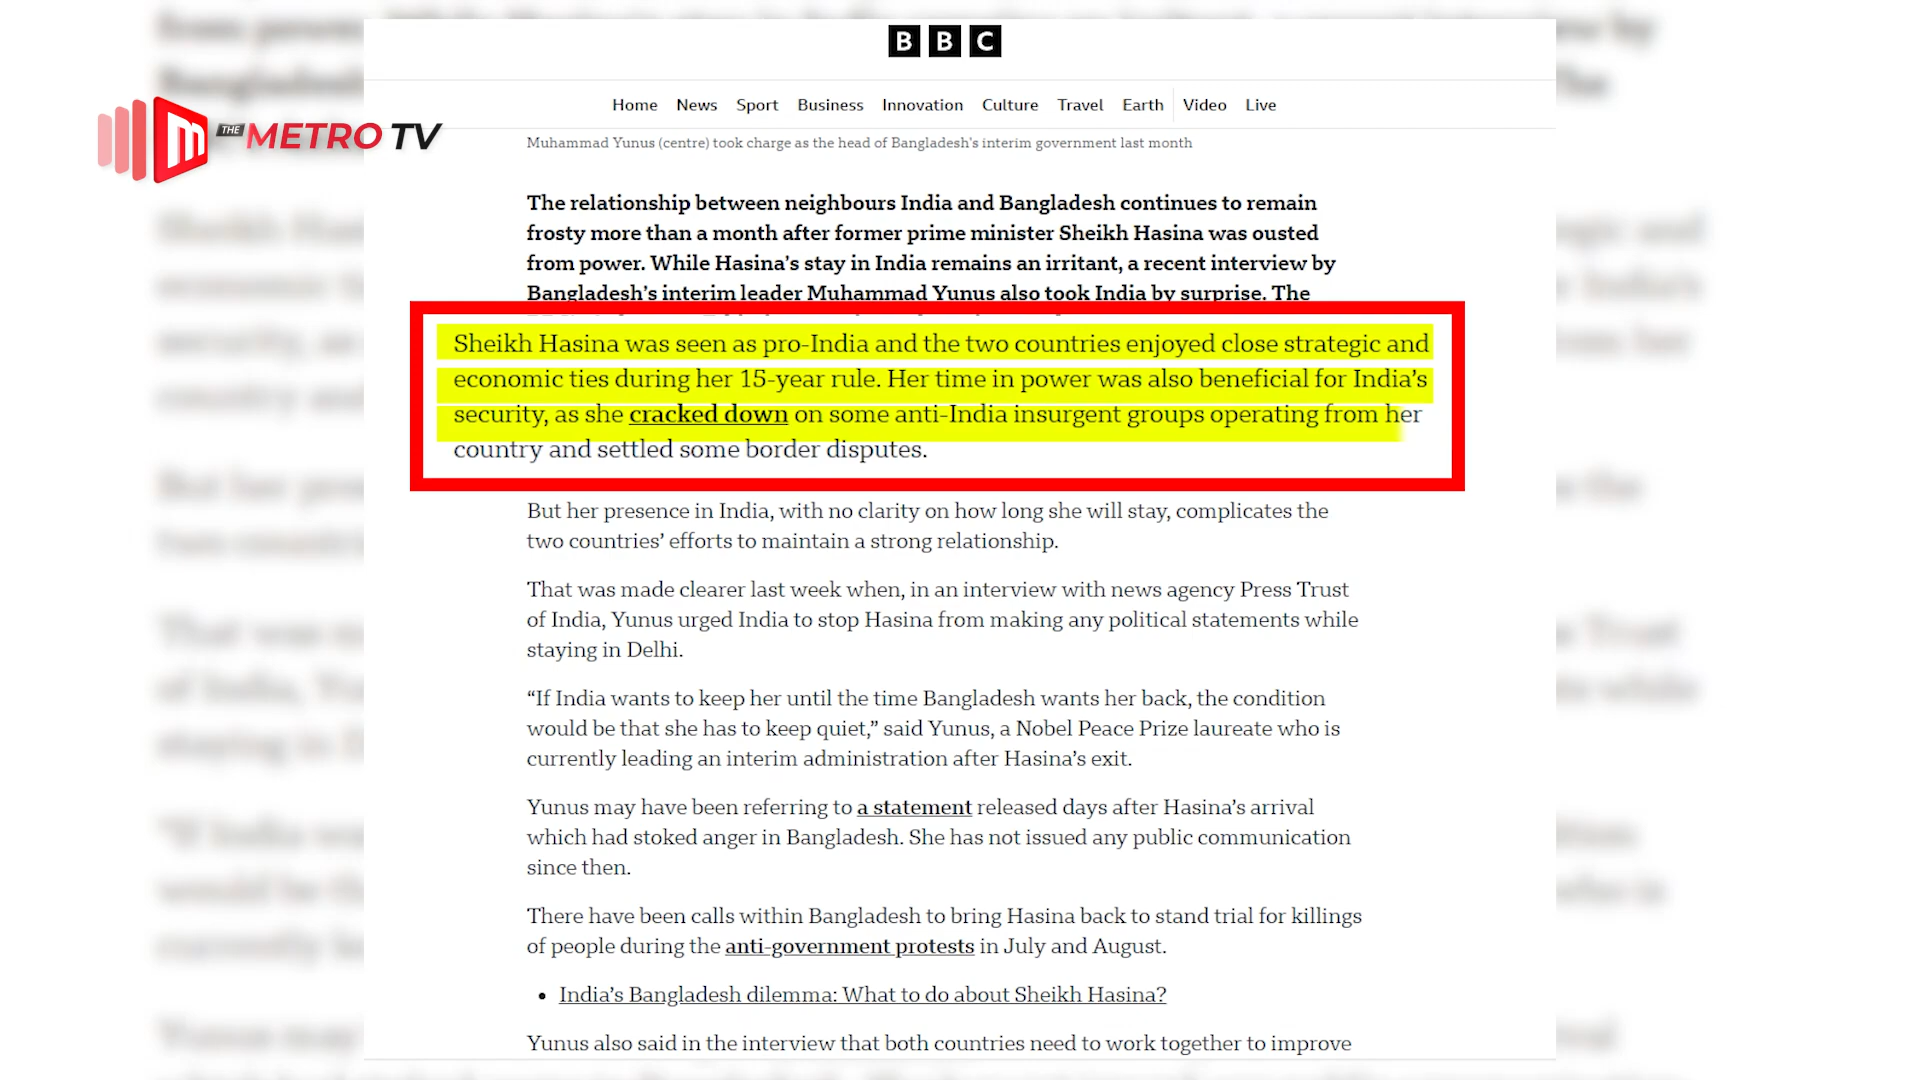 BBC
Home News Sport Business Innovation Culture Travel Earth Video Live
THE METRO TV
Muhammad Yunus (centre) took charge as the head of Bangladesh's interim government last month
The relationship between neighbours India and Bangladesh continues to remain
frosty more than a month after former prime minister Sheikh Hasina was ousted
from power. While Hasina’s stay in India remains an irritant, a recent interview by
Bangladesh’s interim leader Muhammad Yunus also took India by surprise. The
Sheikh Hasina was seen as pro-India and the two countries enjoyed close strategic and
economic ties during her 15-year rule. Her time in power was also beneficial for India’s
security, as she cracked down on some anti-India insurgent groups operating from her
country and settled some border disputes.
But her presence in India, with no clarity on how long she will stay, complicates the
two countries’ efforts to maintain a strong relationship.
That was made clearer last week when, in an interview with news agency Press Trust
of India, Yunus urged India to stop Hasina from making any political statements while
staying in Delhi.
“If India wants to keep her until the time Bangladesh wants her back, the condition
would be that she has to keep quiet,” said Yunus, a Nobel Peace Prize laureate who is
currently leading an interim administration after Hasina’s exit.
Yunus may have been referring to a statement released days after Hasina’s arrival
which had stoked anger in Bangladesh. She has not issued any public communication
since then.
There have been calls within Bangladesh to bring Hasina back to stand trial for killings
of people during the anti-government protests in July and August.
• India’s Bangladesh dilemma: What to do about Sheikh Hasina?
Yunus also said in the interview that both countries need to work together to improve